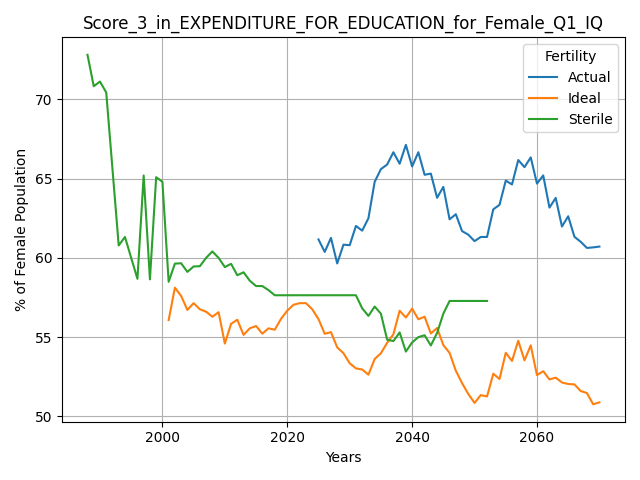 Score_3_in_EXPENDITURE_FOR_EDUCATION_for_Female_Q1_IQ
Fertility
Actual
Ideal
Sterile
% of Female Population
70
65
60
55
50
2000
2020
2040
2060
Years